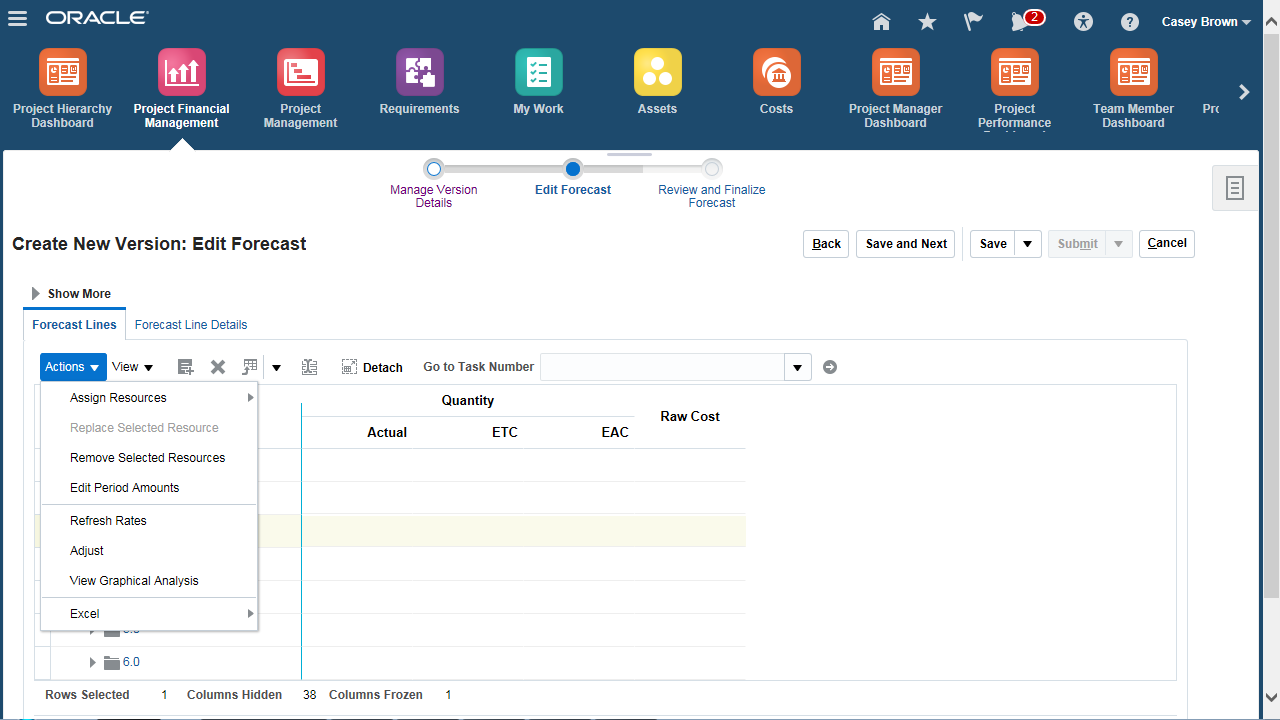 ORACLE
2
Casey Brown
Project Hierarchy
Dashboard
Project Financial
Management
Project
Management
Requirements
My Work
Assets
Costs
Project Manager
Dashboard
Project
Performance
Team Member
Dashboard
Manage Version
Details
Edit Forecast
Review and Finalize
Forecast
Create New Version: Edit Forecast
Back
Save and Next
Save
Submit
Cancel
Show More
Forecast Lines
Forecast Line Details
Actions
View
Detach
Go to Task Number
Assign Resources
Replace Selected Resource
Remove Selected Resources
Edit Period Amounts
Refresh Rates
Adjust
View Graphical Analysis
Excel
Quantity
Raw Cost
Actual
ETC
EAC
6.0
Rows Selected 1 Columns Hidden 38 Columns Frozen 1